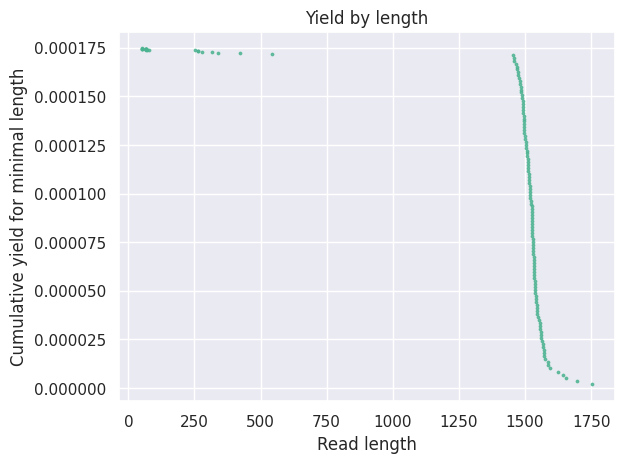 Yield by length
Cumulative yield for minimal length
0.000175
0.000150
0.000125
0.000100
0.000075
0.000050
0.000025
0.000000
0 250 500 750 1000 1250 1500 1750
Read length